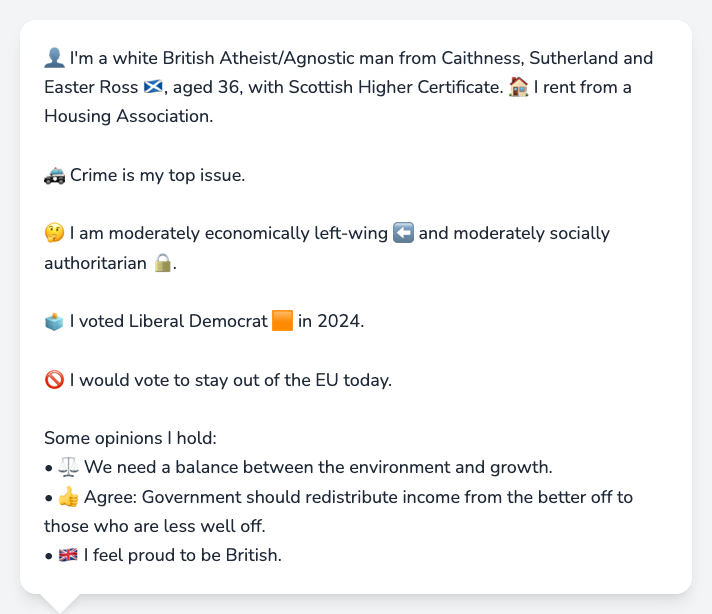 👤 I'm a white British Atheist/Agnostic man from Caithness, Sutherland and
Easter Ross 🏴󠁧󠁢󠁳󠁣󠁴󠁿, aged 36, with Scottish Higher Certificate. 🏠 I rent from a
Housing Association.
🚓 Crime is my top issue.
🤔 I am moderately economically left-wing ⬅️ and moderately socially
authoritarian 🔒.
🗳️ I voted Liberal Democrat 🟧 in 2024.
🚫 I would vote to stay out of the EU today.
Some opinions I hold:
• ⚖️ We need a balance between the environment and growth.
• 👍 Agree: Government should redistribute income from the better off to
those who are less well off.
• 🇬🇧 I feel proud to be British.